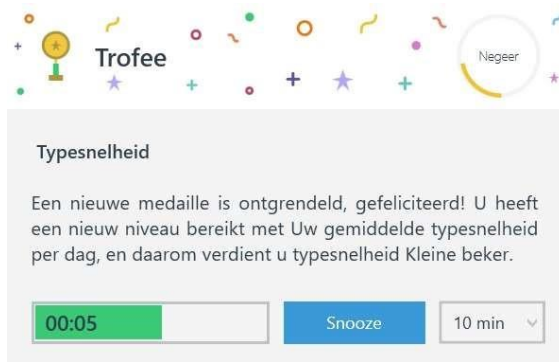 Trofee
Negeer
Typesnelheid
Een nieuwe medaille is ontgrendeld, gefeliciteerd! U heeft
een nieuw niveau bereikt met Uw gemiddelde typesnelheid
per dag, en daarom verdient u typesnelheid Kleine beker.
00:05
Snooze
10 min